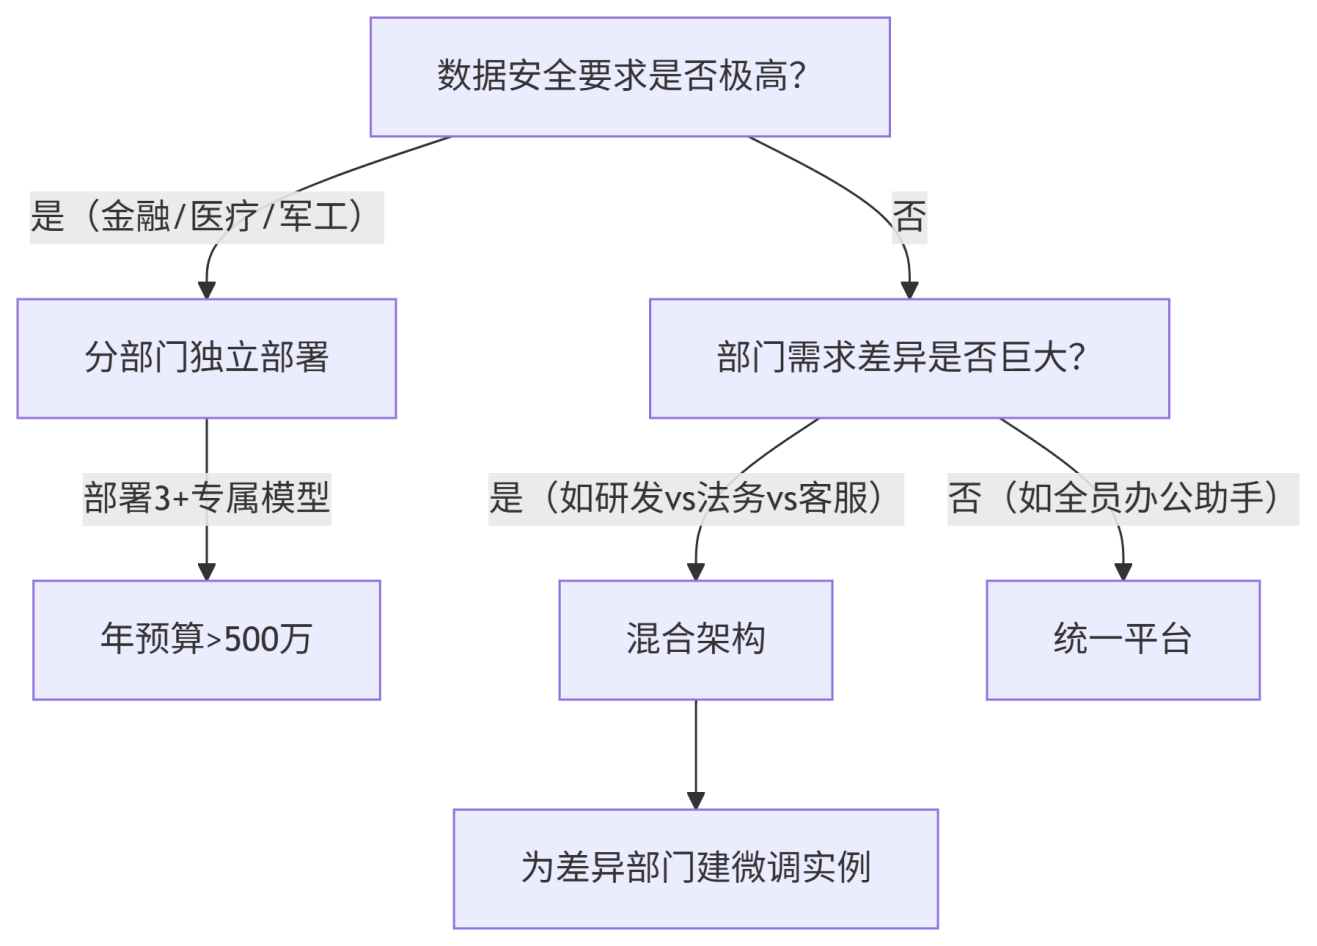 数据安全要求是否极高？
是（金融/医疗/军工）
否
分部门独立部署
部门需求差异是否巨大？
部署3+专属模型
是（如研发vs法务vs客服）
否（如全员办公助手）
年预算>500万
混合架构
统一平台
为差异部门建微调实例